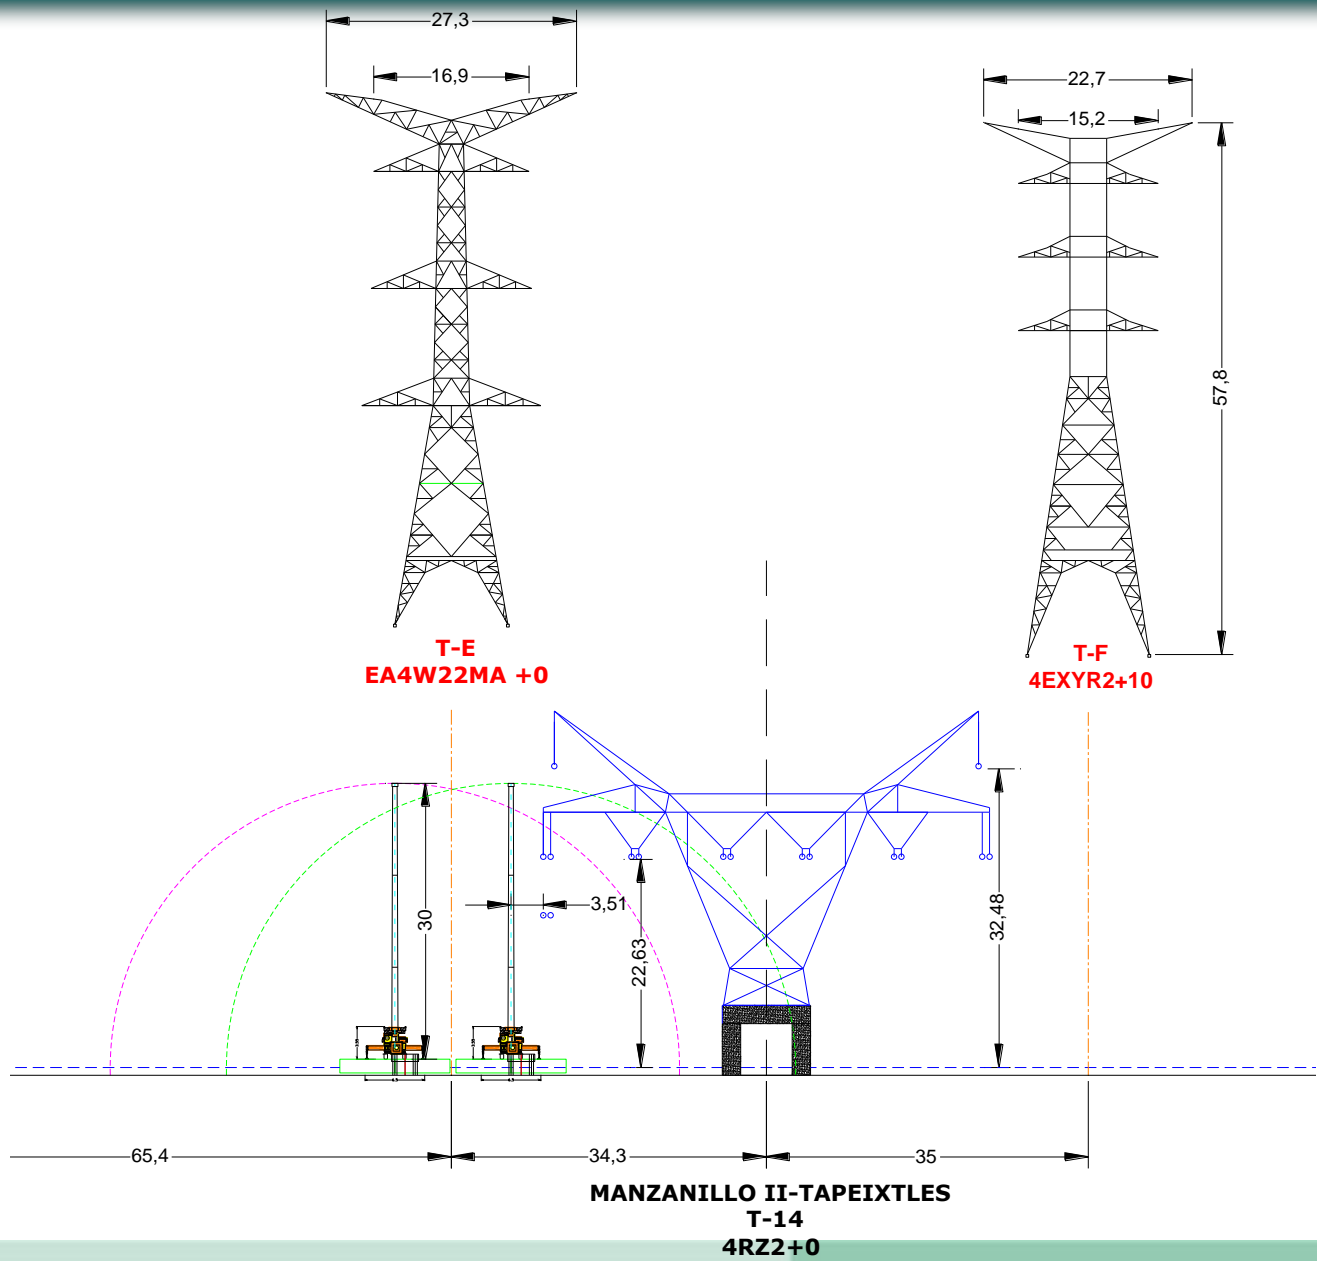 27,3
16,9
22,7
15,2
57,8
T-E
EA4W22MA +0
T-F
4EXYR2+10
30
3,51
22,63
32,48
65,4
34,3
35
MANZANILLO II-TAPEIXTLES
T-14
4RZ2+0